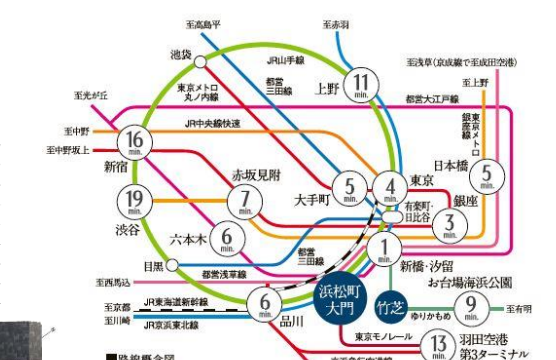 至高島平
至赤羽
池袋
JR山手線
至浅草(京成線で至成田空港)
都営
三田線
上野
11
min.
東京メトロ
丸ノ内線
至上野
至光が丘
都営大江戸線
JR中央線快速
至中野
16
min.
至中野坂上
新宿
東京メトロ
銀座線
日本橋
5
min.
赤坂見附
大手町
5
min.
4
min.
東京
19
min.
7
min.
有楽町・
日比谷
銀座
3
min.
渋谷
六本木
6
min.
1
min.
新橋・汐留
目黒
都営
三田線
都営浅草線
お台場海浜公園
至西馬込
浜松町
大門
竹芝
9
min.
至有明
ゆりかもめ
至京都
JR東海道新幹線
6
min.
品川
至川崎
JR京浜東北線
東京モノレール
13
min.
羽田空港
第3ターミナル
■路線概念図